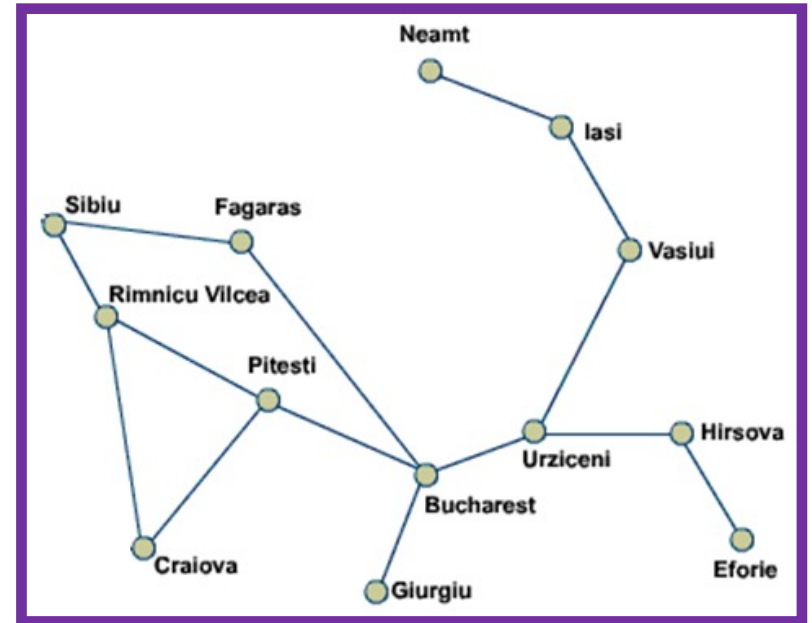 Neamt
Iasi
Sibiu
Fagaras
Vasiui
Rimnicu Vilcea
Pitesti
Hirsova
Urziceni
Bucharest
Craiova
Eforie
Giurgiu